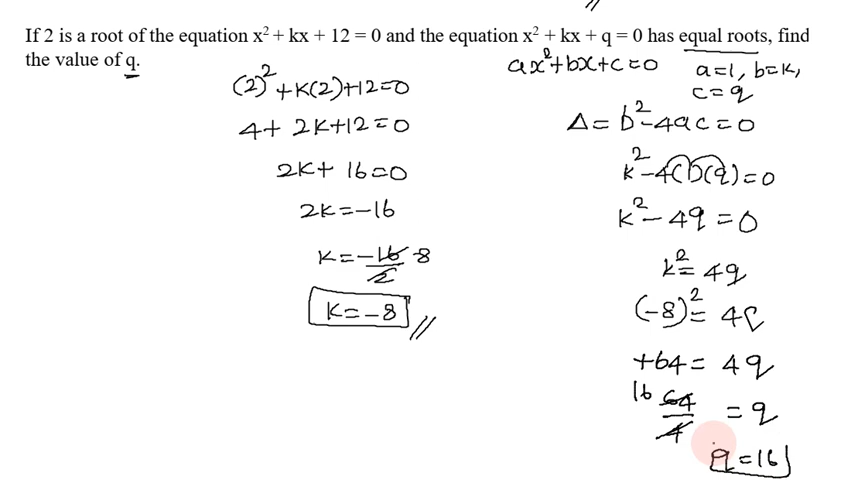 If 2 is a root of the equation x² + kx + 12 = 0 and the equation x² + kx + q = 0 has equal roots, find
the value of q.
(2)² + K(2) + 12 = 0
4 + 2K + 12 = 0
2K + 16 = 0
2K = -16
K = -16/2 -8
K = -8 //
ax² + bx + c = 0
a = 1, b = K,
c = q
Δ = b² - 4ac = 0
K² - 4(1)(q) = 0
K² - 4q = 0
K² = 4q
(-8)² = 4q
+64 = 4q
16 64/4 = q
q = 16